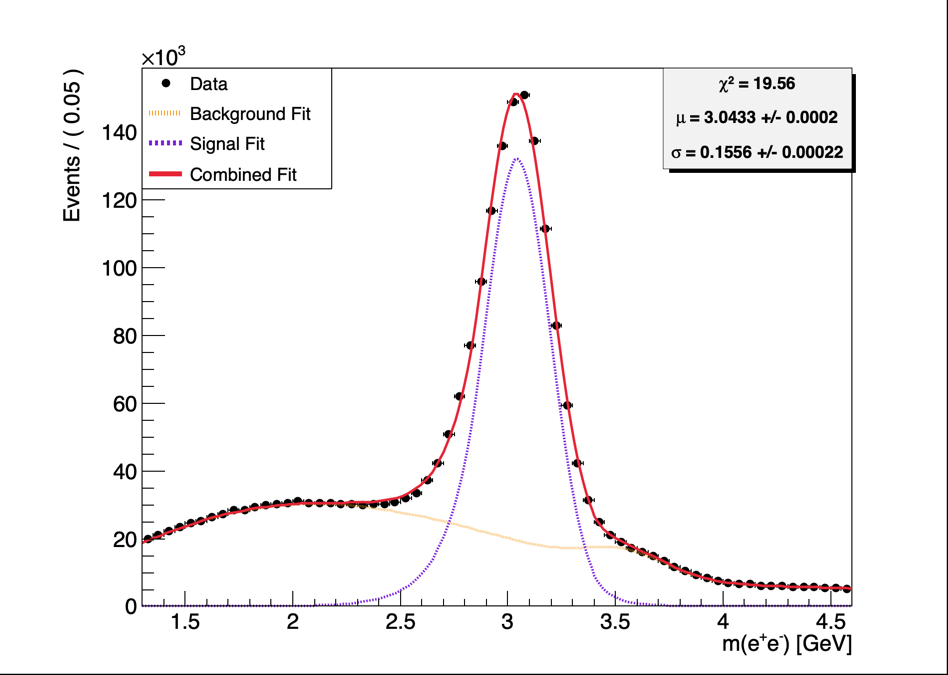 ×10³
Events / ( 0.05 )
140
120
100
80
60
40
20
0
Data
Background Fit
Signal Fit
Combined Fit
χ² = 19.56
μ = 3.0433 +/- 0.0002
σ = 0.1556 +/- 0.00022
1.5 2 2.5 3 3.5 4 4.5
m(e⁺e⁻) [GeV]